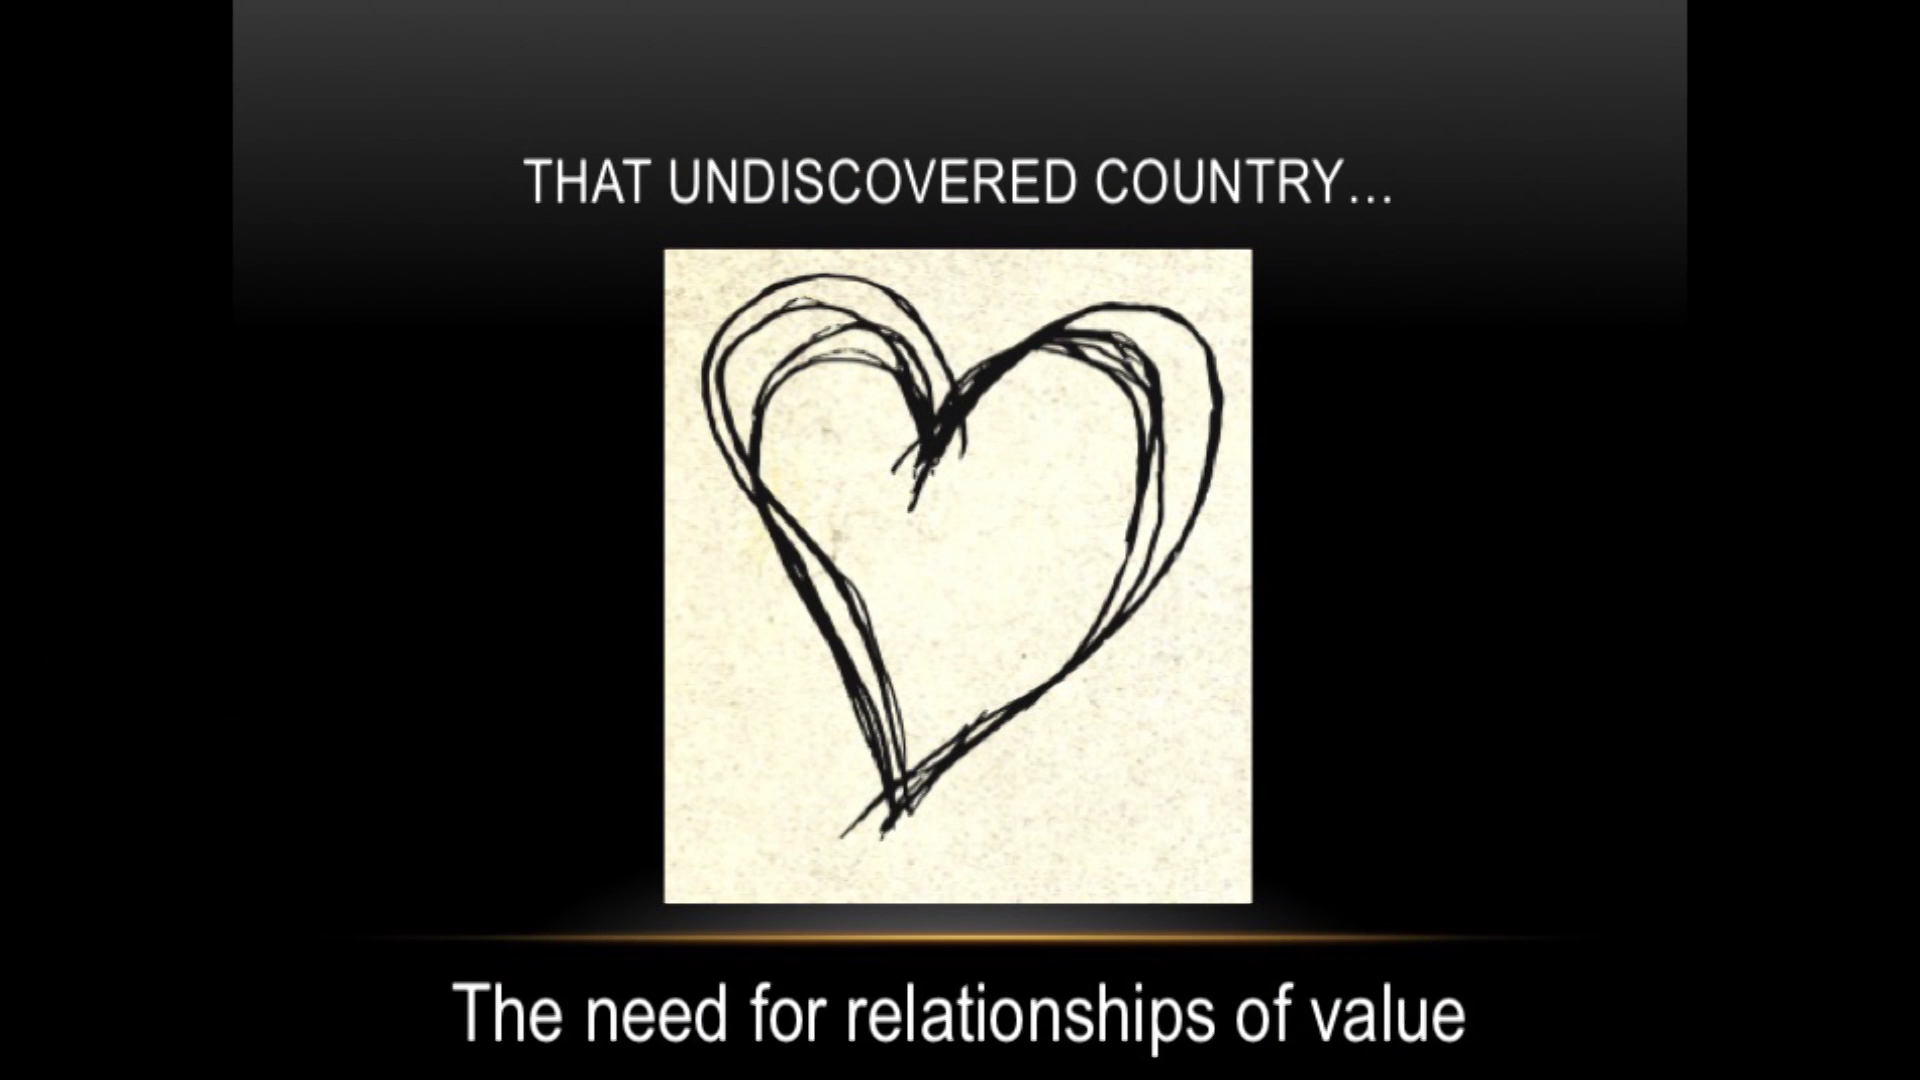 THAT UNDISCOVERED COUNTRY...
The need for relationships of value